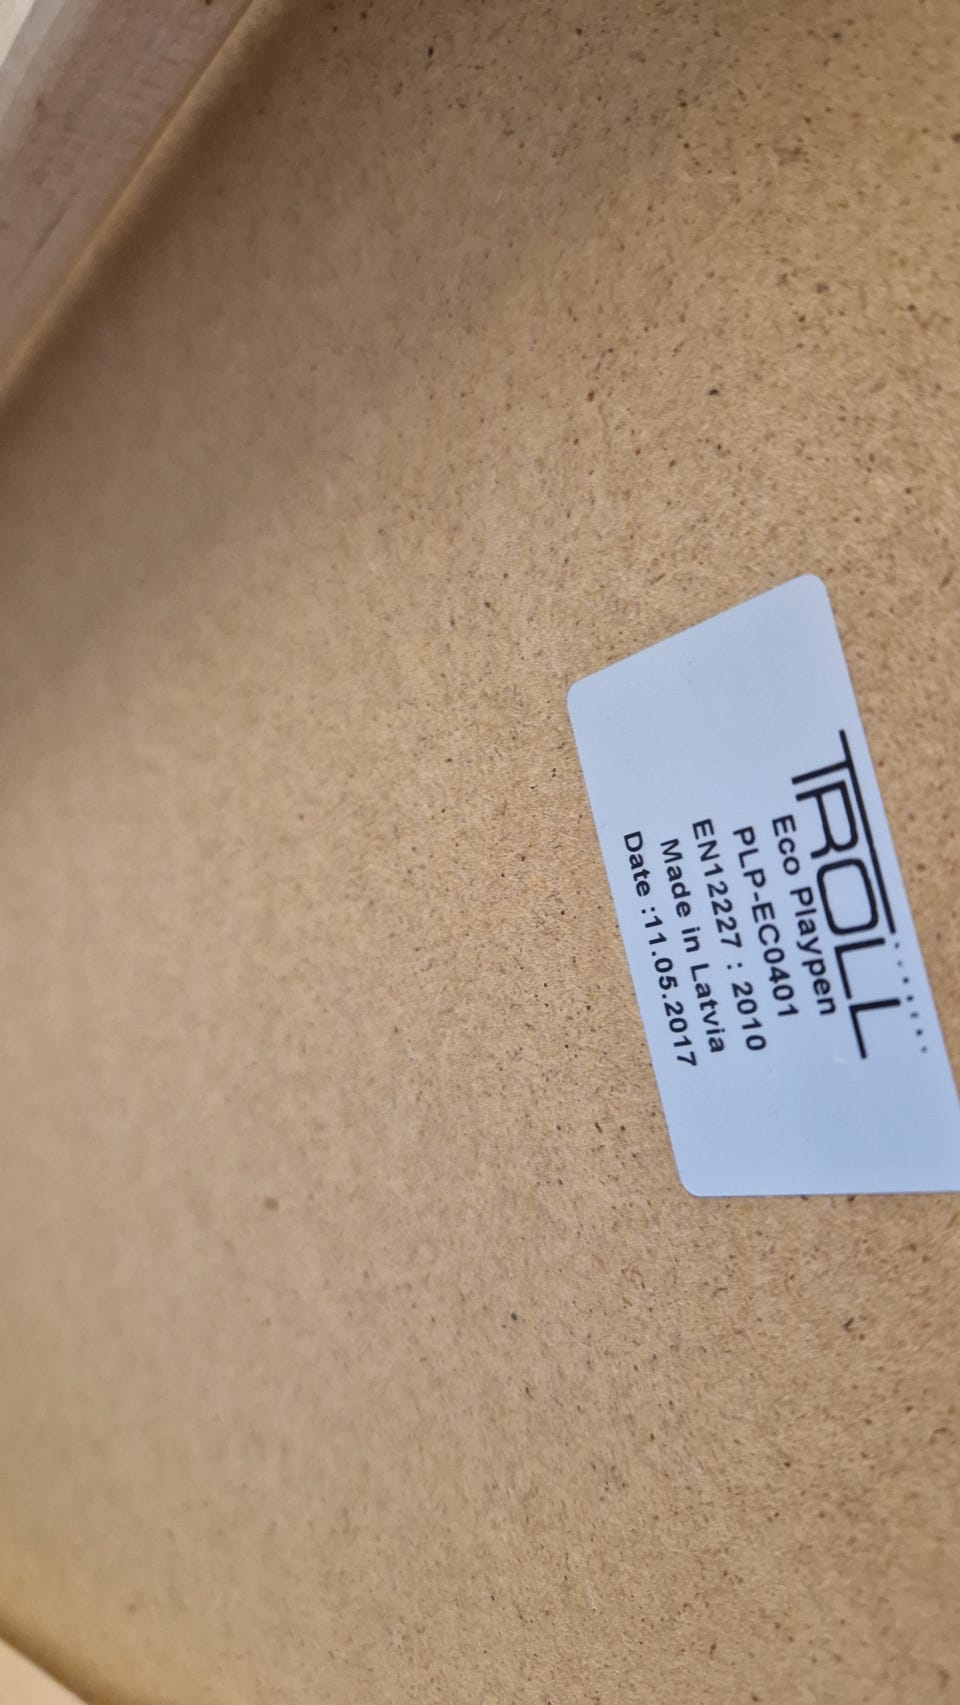 TROLL
Eco Playpen
PLP-EC0401
EN12227 : 2010
Made in Latvia
Date :11.05.2017